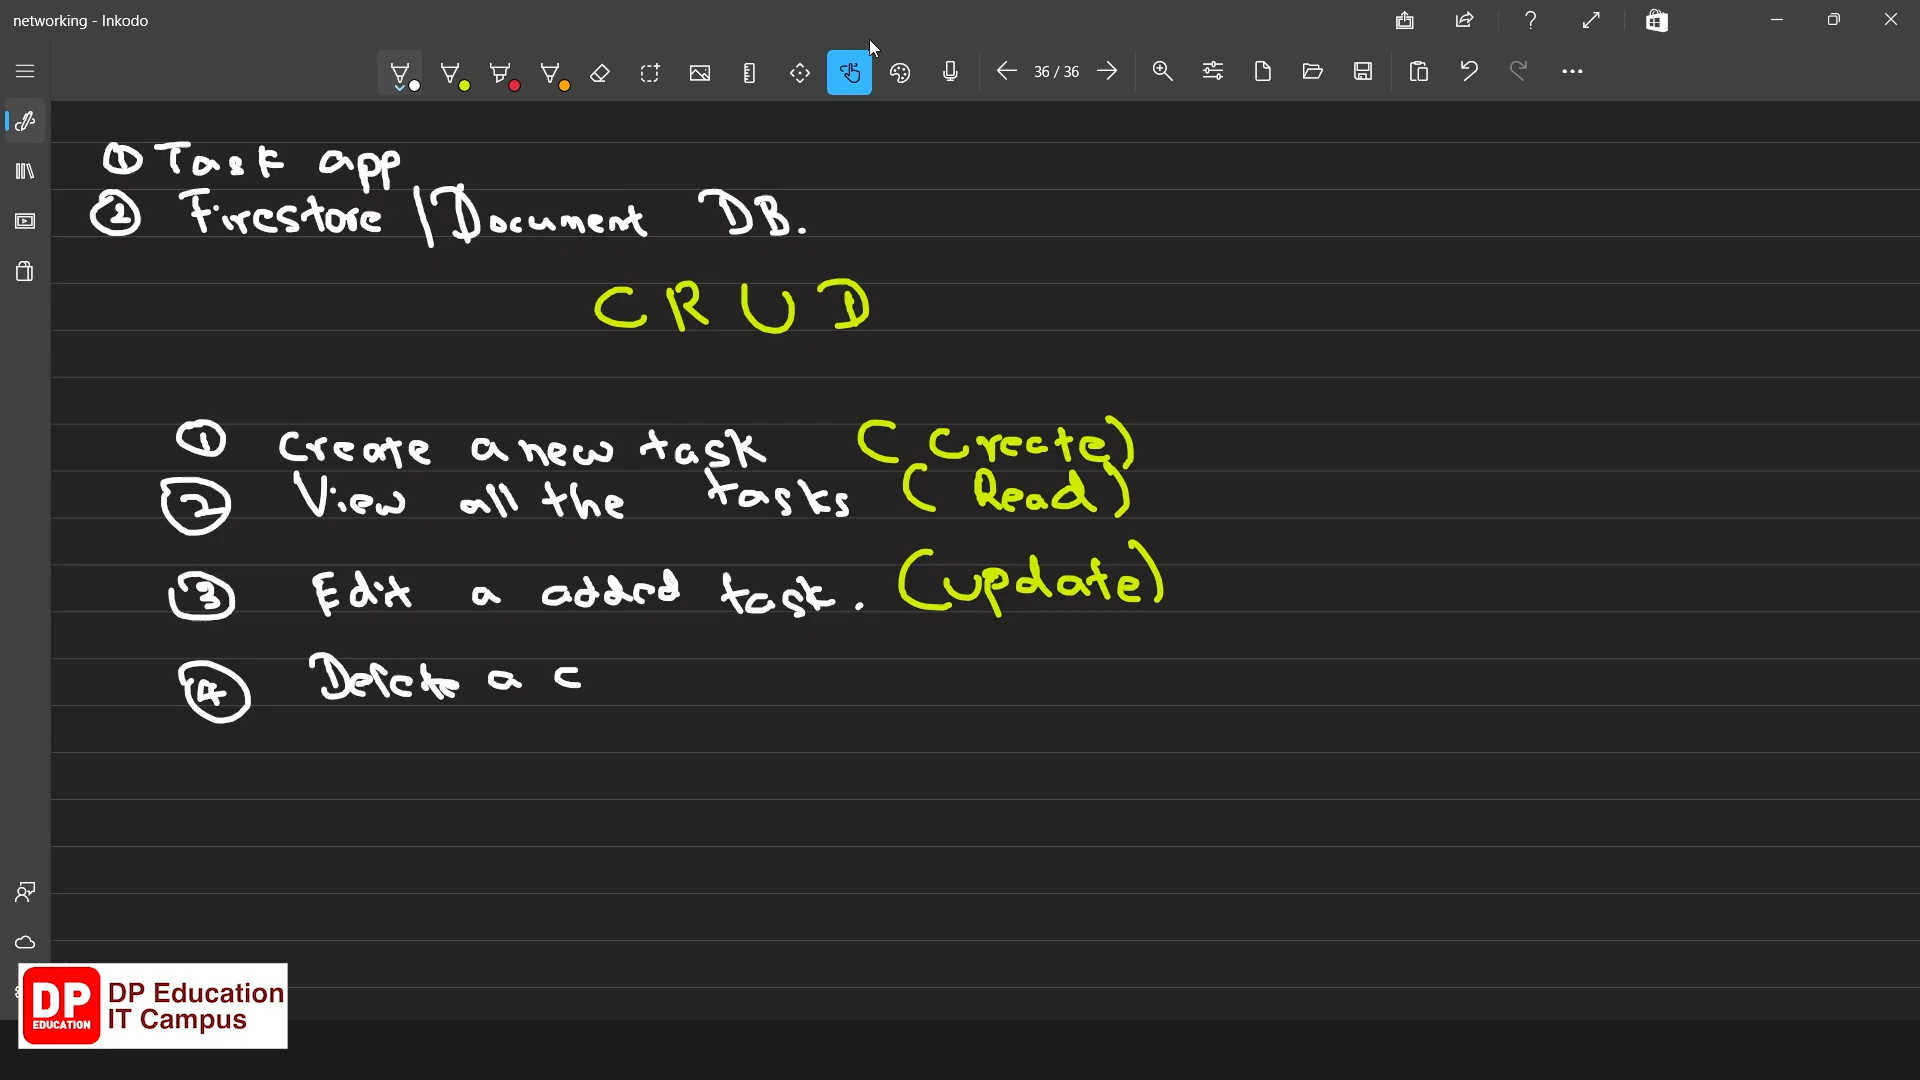 networking - Inkodo
36 / 36
① Task app
② Firestore / Document DB.
C R U D
① Create a new task (Create)
② View all the tasks (Read)
③ Edit a added task. (update)
④ Delete a c
DP EDUCATION
DP Education
IT Campus